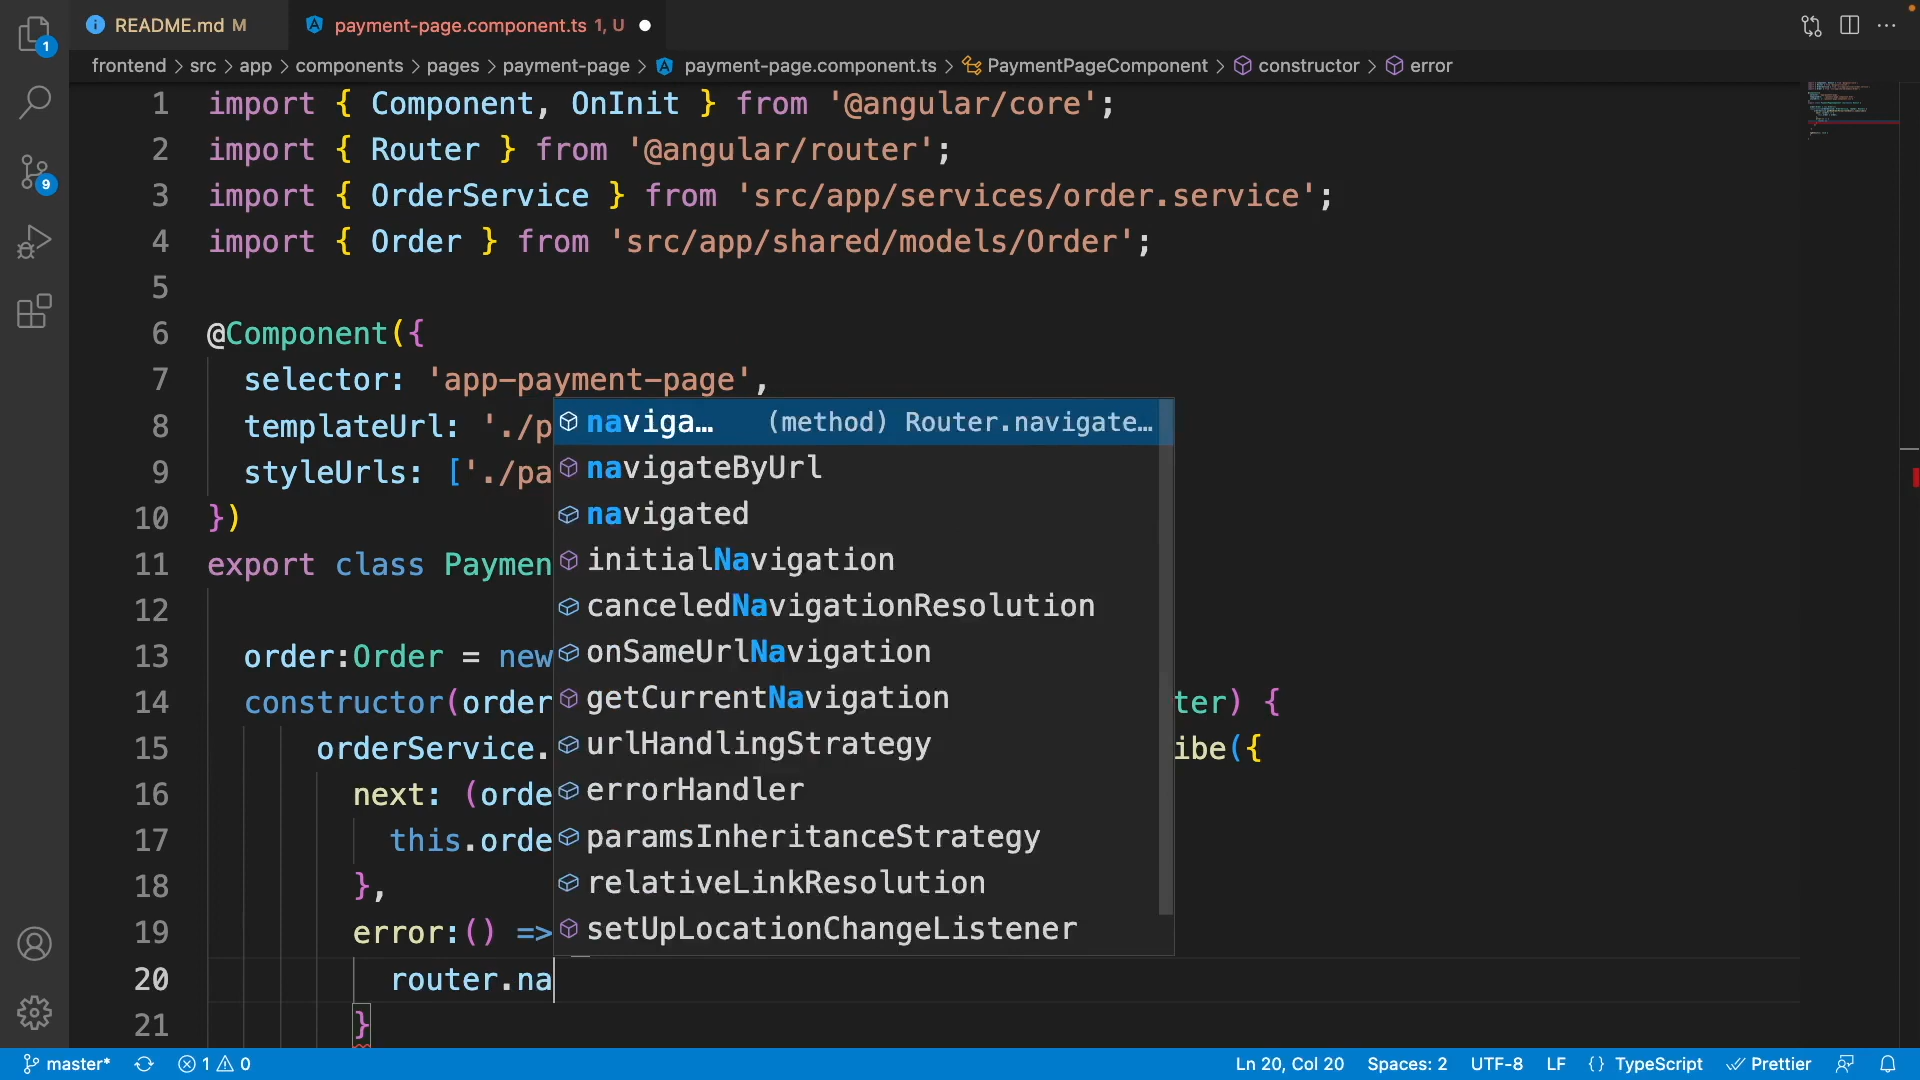 README.md M
payment-page.component.ts 1, U
frontend > src > app > components > pages > payment-page > payment-page.component.ts > PaymentPageComponent > constructor > error
1 import { Component, OnInit } from '@angular/core';
2 import { Router } from '@angular/router';
3 import { OrderService } from 'src/app/services/order.service';
4 import { Order } from 'src/app/shared/models/Order';
5
6 @Component({
7 selector: 'app-payment-page',
8 templateUrl: './p
9 styleUrls: ['./pa
10 })
11 export class Paymen
12
13 order:Order = new
14 constructor(order ter) {
15 orderService. ibe({
16 next: (orde
17 this.orde
18 },
19 error:() =>
20 router.na
21 }
naviga… (method) Router.navigate…
navigateByUrl
navigated
initialNavigation
canceledNavigationResolution
onSameUrlNavigation
getCurrentNavigation
urlHandlingStrategy
errorHandler
paramsInheritanceStrategy
relativeLinkResolution
setUpLocationChangeListener
1
9
master* 1 0 Ln 20, Col 20 Spaces: 2 UTF-8 LF {} TypeScript Prettier